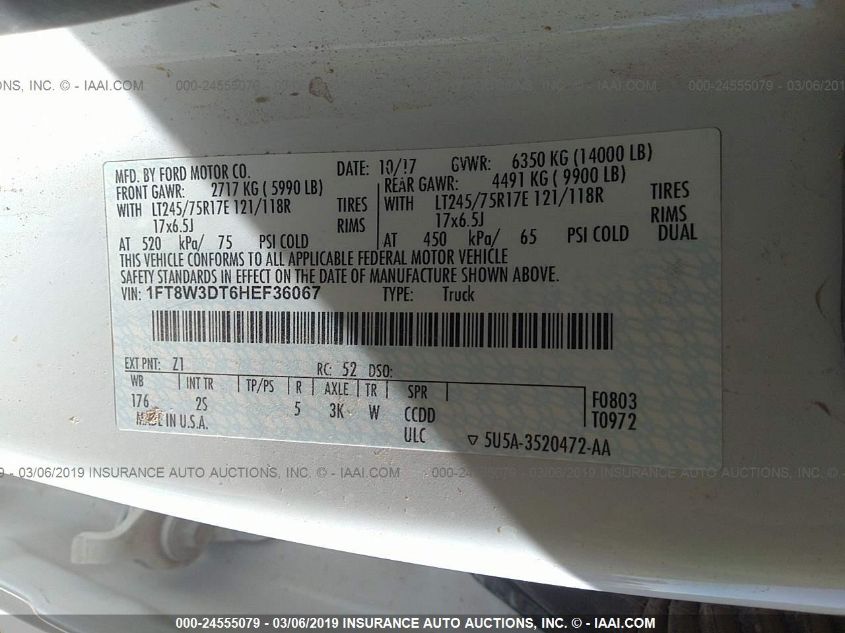 IONS, INC. © - IAAI.COM 000-24555079 - 03/06/2019 INSURANCE AUTO AUCTIONS, INC. © - IAAI.COM 000-24555079 - 03/06/2
MFD. BY FORD MOTOR CO. DATE: 10/17 GVWR: 6350 KG (14000 LB)
FRONT GAWR: 2717 KG ( 5990 LB) REAR GAWR: 4491 KG ( 9900 LB)
WITH LT245/75R17E 121/118R TIRES WITH LT245/75R17E 121/118R TIRES
17x6.5J RIMS 17x6.5J RIMS
AT 520 kPa/ 75 PSI COLD AT 450 kPa/ 65 PSI COLD DUAL
THIS VEHICLE CONFORMS TO ALL APPLICABLE FEDERAL MOTOR VEHICLE
SAFETY STANDARDS IN EFFECT ON THE DATE OF MANUFACTURE SHOWN ABOVE.
VIN: 1FT8W3DT6HEF36067 TYPE: Truck
EXT PNT: Z1 RC: 52 DSO:
WB INT TR TP/PS R AXLE TR SPR F0803
176 2S 5 3K W CCDD T0972
MADE IN U.S.A. ULC ▽ 5U5A-3520472-AA
79 - 03/06/2019 INSURANCE AUTO AUCTIONS, INC. © - IAAI.COM 000-24555079 - 03/06/2019 INSURANCE AUTO AUCTIONS, INC. ©
000-24555079 - 03/06/2019 INSURANCE AUTO AUCTIONS, INC. © - IAAI.COM